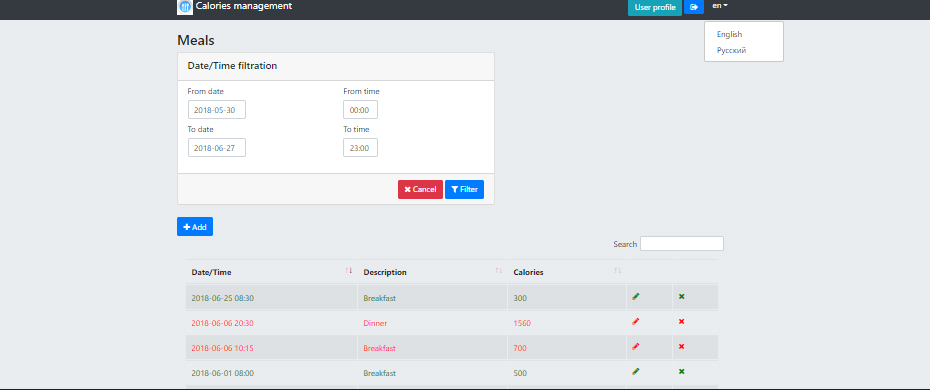 Calories management
User profile
en
English
Русский
Meals
Date/Time filtration
From date
From time
2018-05-30
00:00
To date
To time
2018-06-27
23:00
Cancel
Filter
Add
Search
Date/Time
Description
Calories
2018-06-25 08:30 Breakfast 300
2018-06-06 20:30 Dinner 1560
2018-06-06 10:15 Breakfast 700
2018-06-01 08:00 Breakfast 500